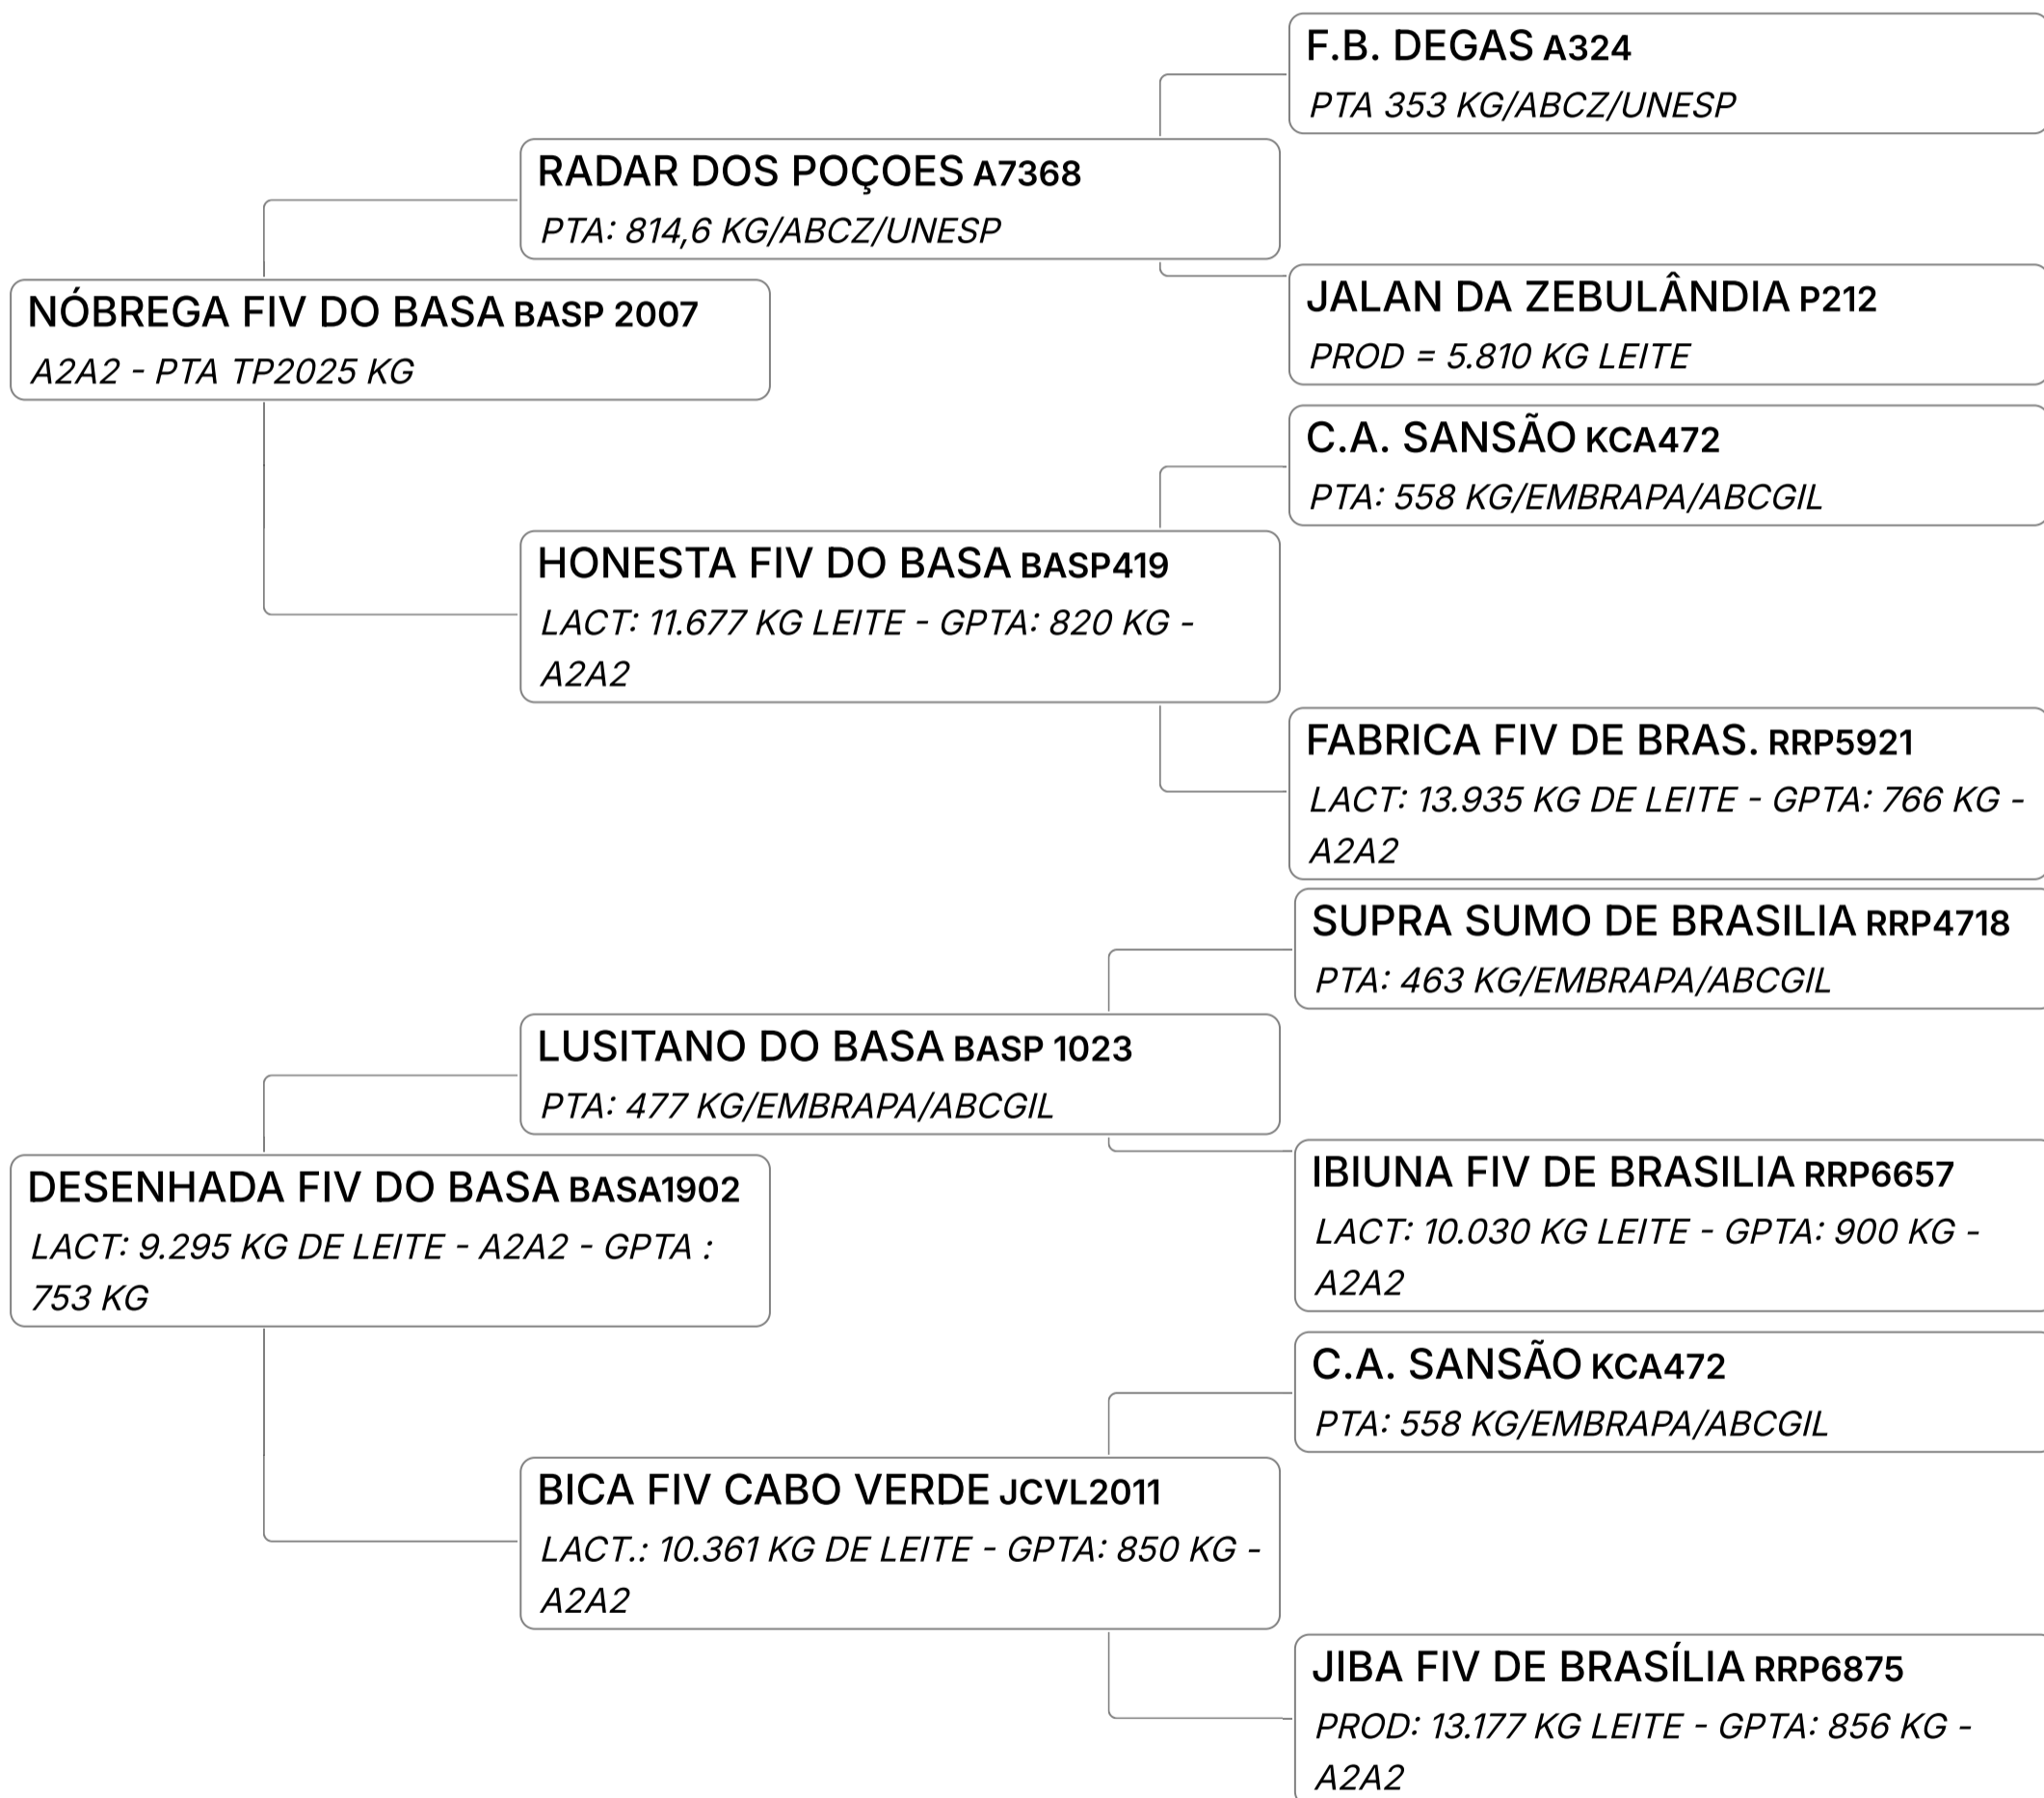 F.B. DEGAS A324
PTA 353 KG/ABCZ/UNESP
RADAR DOS POÇOES A7368
PTA: 814,6 KG/ABCZ/UNESP
JALAN DA ZEBULÂNDIA P212
PROD = 5.810 KG LEITE
NÓBREGA FIV DO BASA BASP 2007
A2A2 - PTA TP2025 KG
C.A. SANSÃO KCA472
PTA: 558 KG/EMBRAPA/ABCGIL
HONESTA FIV DO BASA BASP419
LACT: 11.677 KG LEITE - GPTA: 820 KG -
A2A2
FABRICA FIV DE BRAS. RRP5921
LACT: 13.935 KG DE LEITE - GPTA: 766 KG -
A2A2
SUPRA SUMO DE BRASILIA RRP4718
PTA: 463 KG/EMBRAPA/ABCGIL
LUSITANO DO BASA BASP 1023
PTA: 477 KG/EMBRAPA/ABCGIL
IBIUNA FIV DE BRASILIA RRP6657
LACT: 10.030 KG LEITE - GPTA: 900 KG -
A2A2
DESENHADA FIV DO BASA BASA1902
LACT: 9.295 KG DE LEITE - A2A2 - GPTA :
753 KG
C.A. SANSÃO KCA472
PTA: 558 KG/EMBRAPA/ABCGIL
BICA FIV CABO VERDE JCVL2011
LACT.: 10.361 KG DE LEITE - GPTA: 850 KG -
A2A2
JIBA FIV DE BRASÍLIA RRP6875
PROD: 13.177 KG LEITE - GPTA: 856 KG -
A2A2